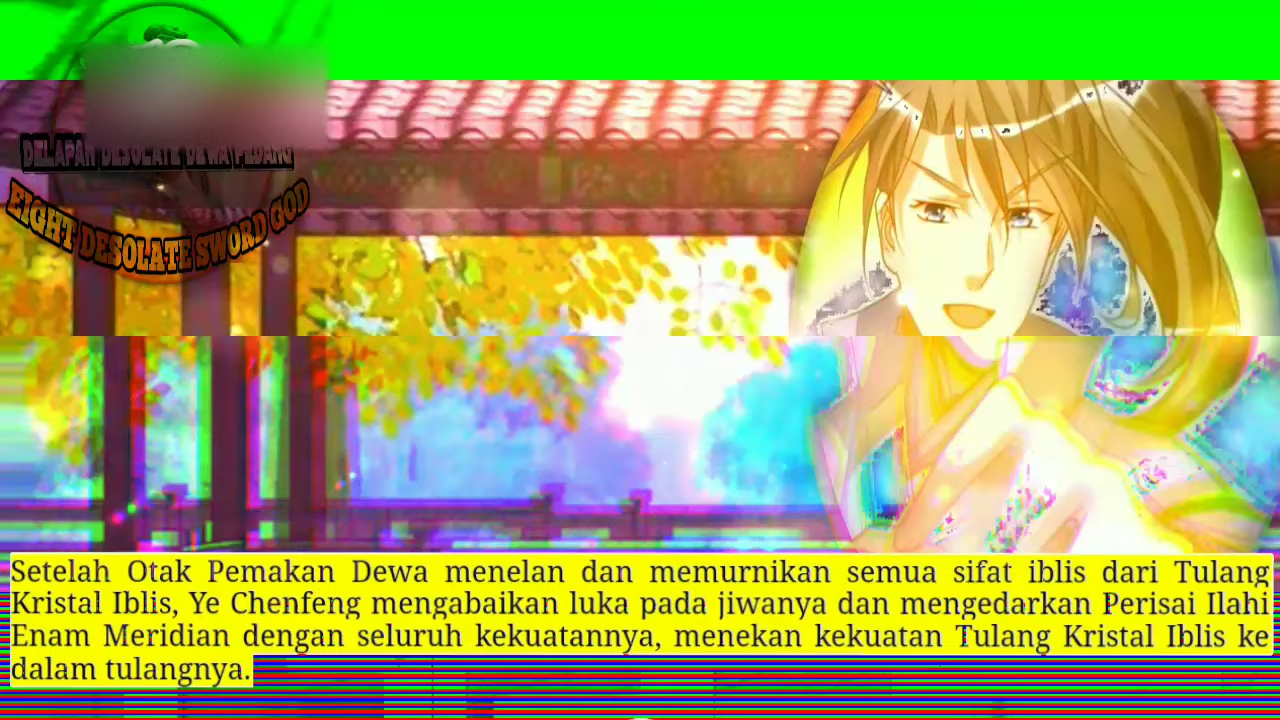 DELAPAN DESOLATE DEWA PEDANG
EIGHT DESOLATE SWORD GOD
Setelah Otak Pemakan Dewa menelan dan memurnikan semua sifat iblis dari Tulang
Kristal Iblis, Ye Chenfeng mengabaikan luka pada jiwanya dan mengedarkan Perisai Ilahi
Enam Meridian dengan seluruh kekuatannya, menekan kekuatan Tulang Kristal Iblis ke
dalam tulangnya.